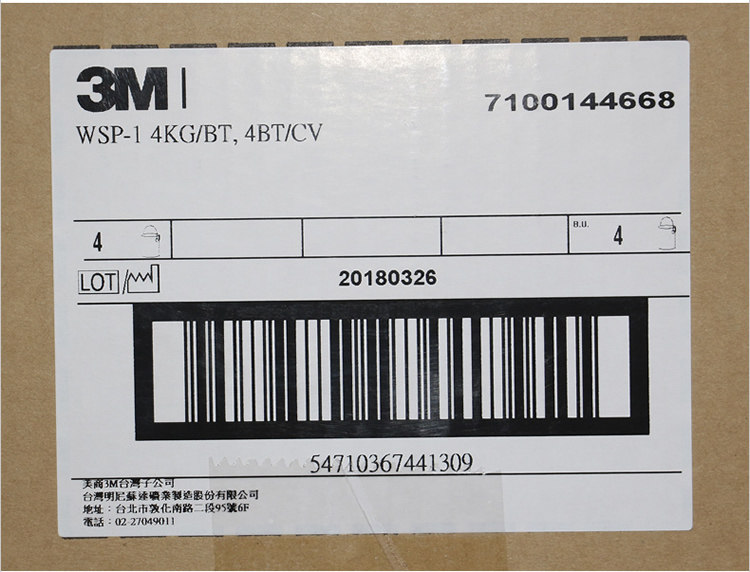 3M
7100144668
WSP-1 4KG/BT, 4BT/CV
4
B.U. 4
LOT
20180326
54710367441309
美商3M台灣子公司
台灣明尼蘇達礦業製造股份有限公司
地址：台北市敦化南路二段95號6F
電話：02-27049011